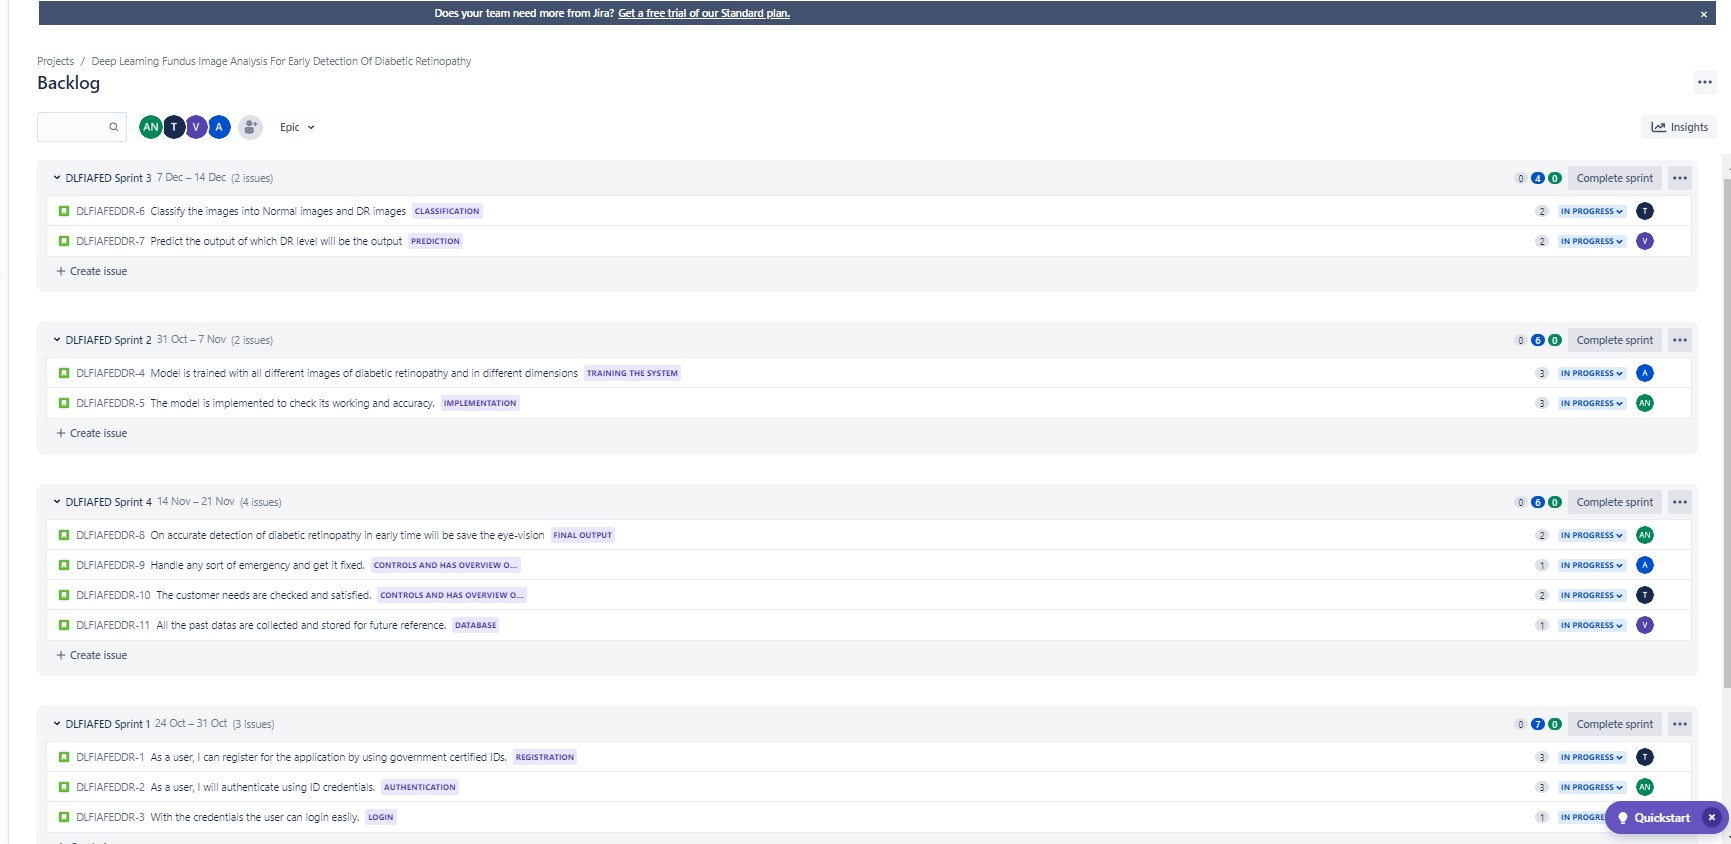 Does your team need more from Jira? Get a free trial of our Standard plan.
Projects / Deep Learning Fundus Image Analysis For Early Detection Of Diabetic Retinopathy
Backlog
AN T V A Epic Insights
DLFIAFED Sprint 3 7 Dec – 14 Dec (2 issues) 0 4 0 Complete sprint
DLFIAFEDDR-6 Classify the images into Normal images and DR images CLASSIFICATION 2 IN PROGRESS T
DLFIAFEDDR-7 Predict the output of which DR level will be the output PREDICTION 2 IN PROGRESS V
+ Create issue
DLFIAFED Sprint 2 31 Oct – 7 Nov (2 issues) 0 6 0 Complete sprint
DLFIAFEDDR-4 Model is trained with all different images of diabetic retinopathy and in different dimensions TRAINING THE SYSTEM 3 IN PROGRESS A
DLFIAFEDDR-5 The model is implemented to check its working and accuracy. IMPLEMENTATION 3 IN PROGRESS AN
+ Create issue
DLFIAFED Sprint 4 14 Nov – 21 Nov (4 issues) 0 6 0 Complete sprint
DLFIAFEDDR-8 On accurate detection of diabetic retinopathy in early time will be save the eye-vision FINAL OUTPUT 2 IN PROGRESS AN
DLFIAFEDDR-9 Handle any sort of emergency and get it fixed. CONTROLS AND HAS OVERVIEW O... 1 IN PROGRESS A
DLFIAFEDDR-10 The customer needs are checked and satisfied. CONTROLS AND HAS OVERVIEW O... 2 IN PROGRESS T
DLFIAFEDDR-11 All the past datas are collected and stored for future reference. DATABASE 1 IN PROGRESS V
+ Create issue
DLFIAFED Sprint 1 24 Oct – 31 Oct (3 issues) 0 7 0 Complete sprint
DLFIAFEDDR-1 As a user, I can register for the application by using government certified IDs. REGISTRATION 3 IN PROGRESS T
DLFIAFEDDR-2 As a user, I will authenticate using ID credentials. AUTHENTICATION 3 IN PROGRESS AN
DLFIAFEDDR-3 With the credentials the user can login easily. LOGIN 1 IN PROGRE
Quickstart